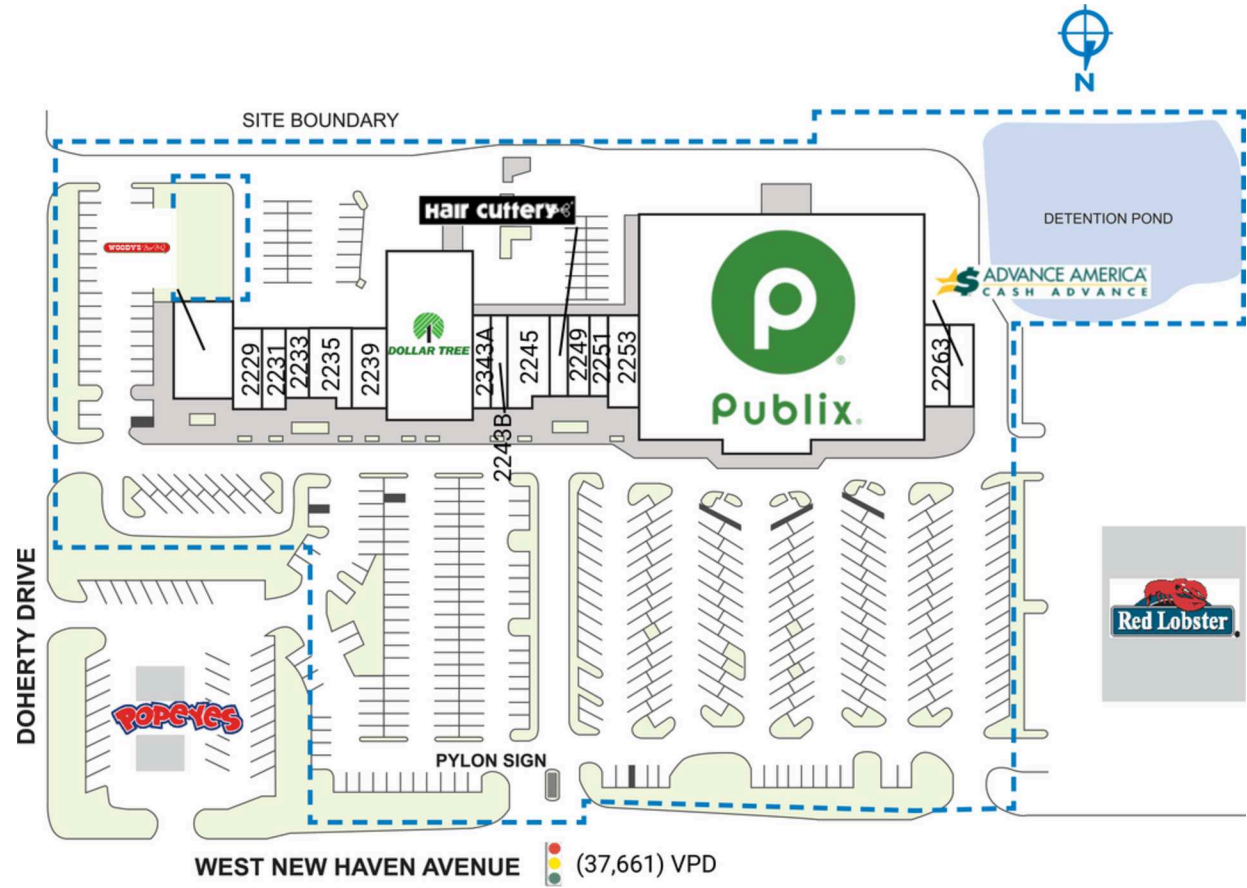 N
SITE BOUNDARY
Hair cuttery
DETENTION POND
WOODY'S Bar-B-Q
ADVANCE AMERICA
CASH ADVANCE
DOLLAR TREE
2229
2231
2233
2235
2239
2343A
2243B
2245
2249
2251
2253
P
Publix.
2263
DOHERTY DRIVE
Red Lobster
POPEYES
PYLON SIGN
WEST NEW HAVEN AVENUE
(37,661) VPD